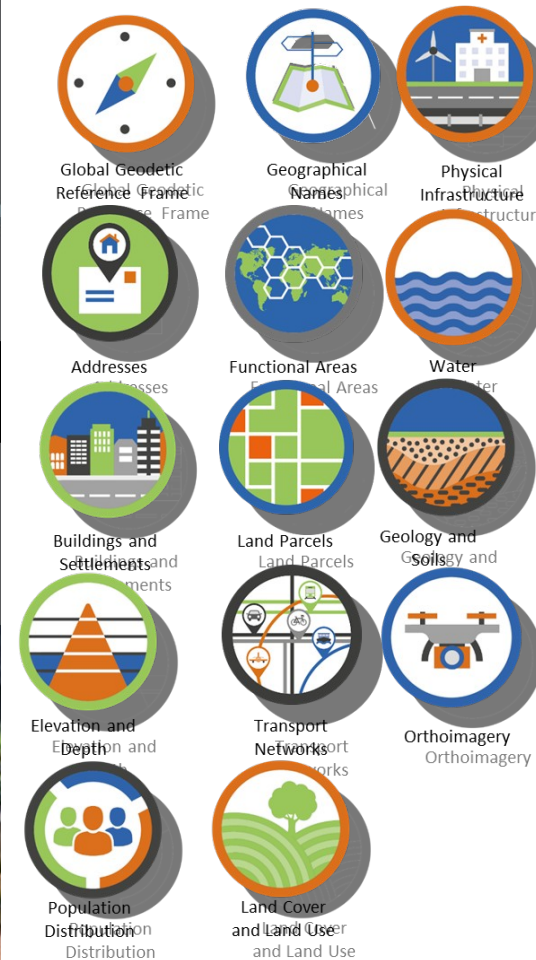 Global Geodetic
Reference Frame
Geographical
Names
Physical
Infrastructure
Addresses
Functional Areas
Water
Buildings and
Settlements
Land Parcels
Geology and
Soils
Elevation and
Depth
Transport
Networks
Orthoimagery
Population
Distribution
Land Cover
and Land Use